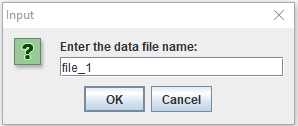 Input
?
Enter the data file name:
file_1
OK
Cancel